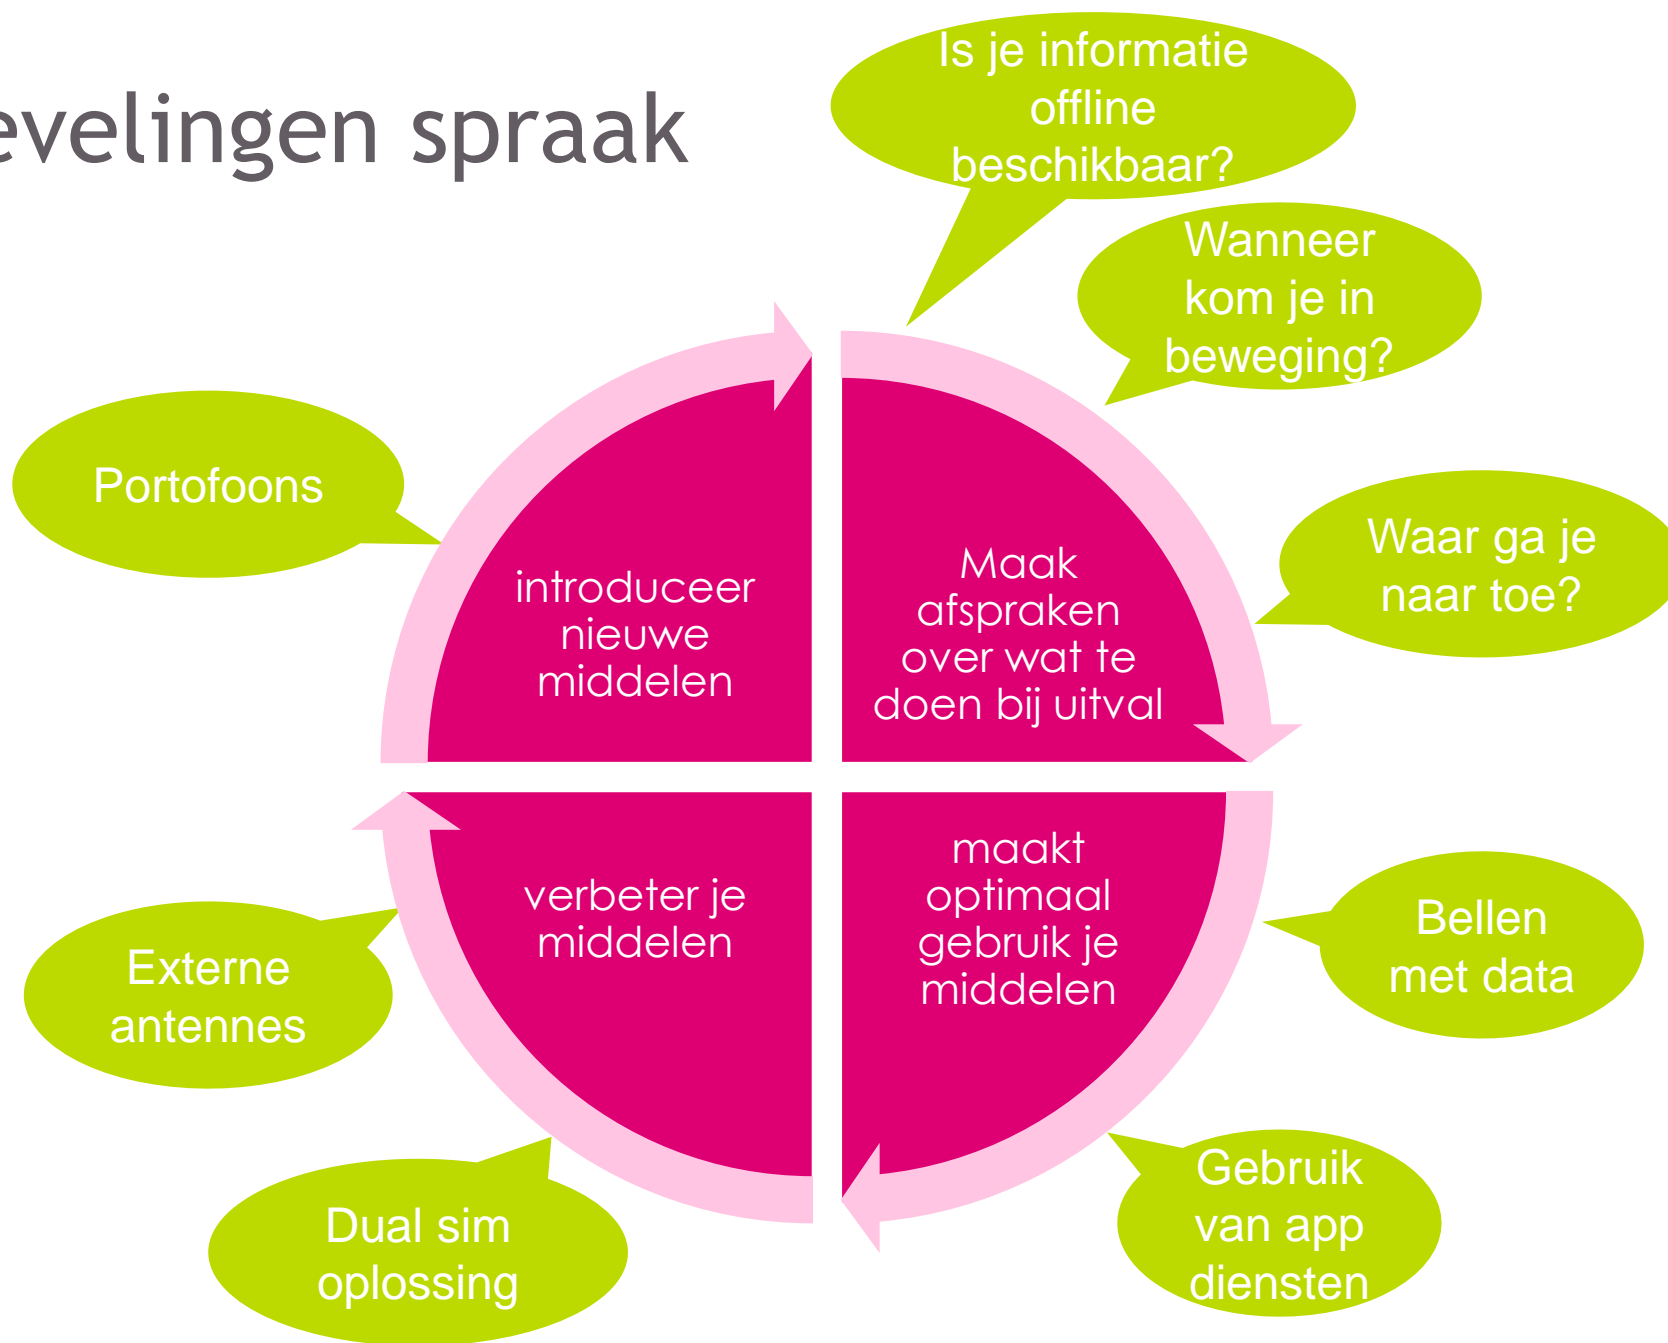 evelingen spraak
Is je informatie
offline
beschikbaar?
Wanneer
kom je in
beweging?
Waar ga je
naar toe?
Portofoons
introduceer
nieuwe
middelen
Maak
afspraken
over wat te
doen bij uitval
verbeter je
middelen
maakt
optimaal
gebruik je
middelen
Bellen
met data
Externe
antennes
Gebruik
van app
diensten
Dual sim
oplossing